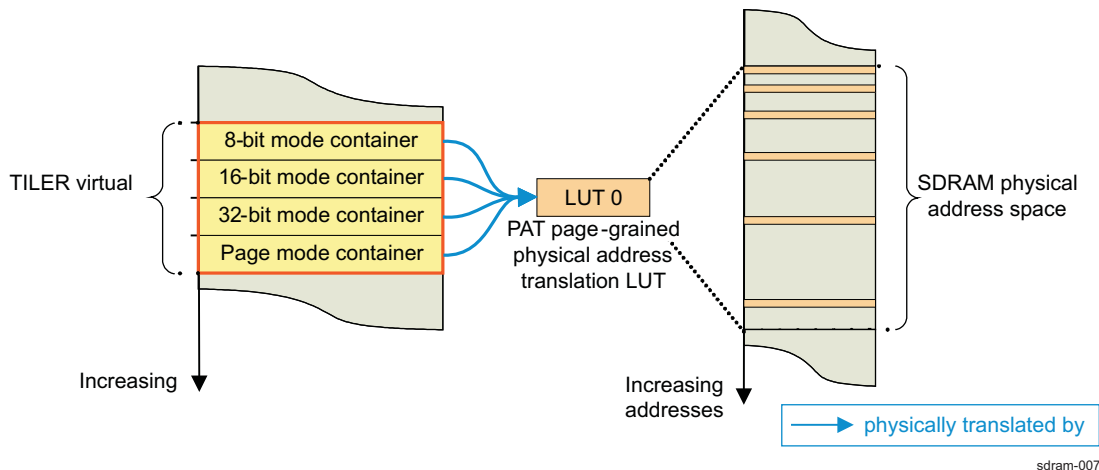 8-bit mode container
16-bit mode container
32-bit mode container
Page mode container
TILER virtual
Increasing
LUT 0
PAT page-grained
physical address
translation LUT
SDRAM physical
address space
Increasing
addresses
physically translated by
sdram-007